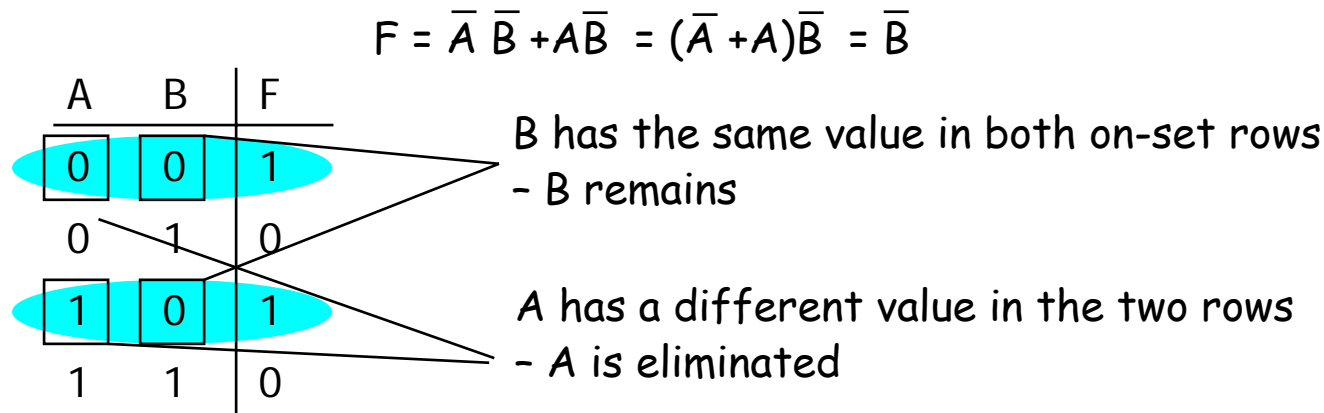 F = A̅ B̅ +AB̅ = (A̅ +A)B̅ = B̅
A B F
0 0 1
0 1 0
1 0 1
1 1 0
B has the same value in both on-set rows
– B remains
A has a different value in the two rows
– A is eliminated